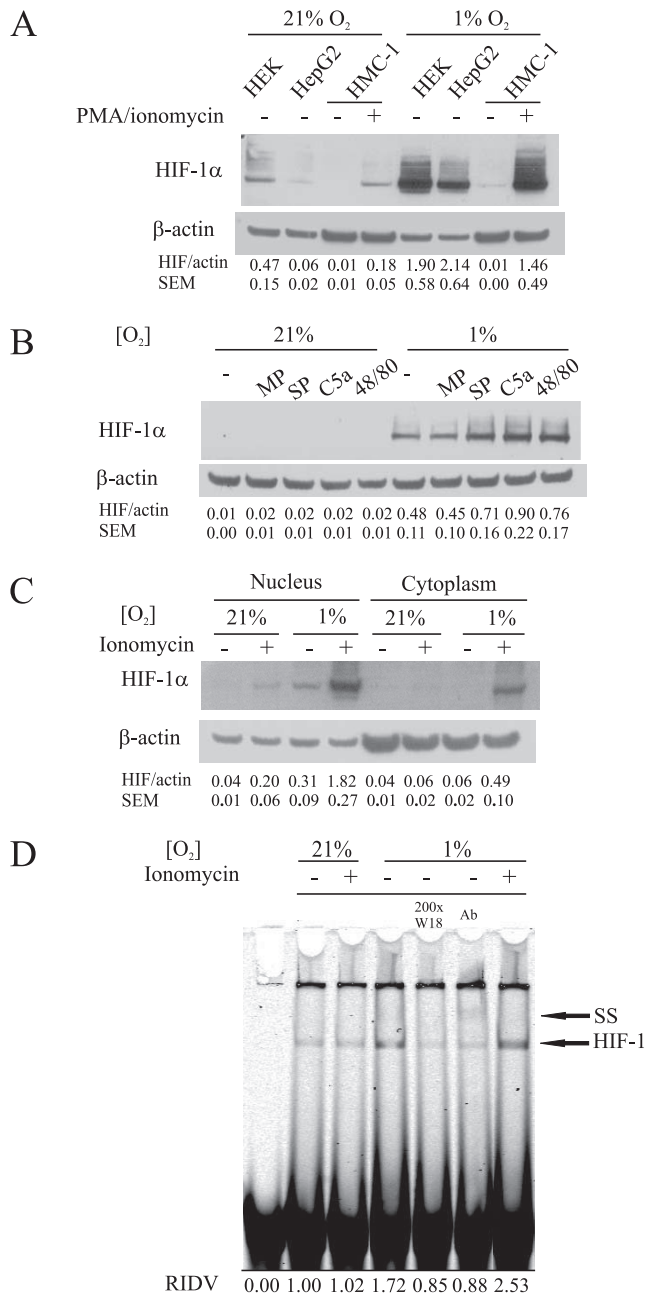 A
21% O₂ 1% O₂
HEK HepG2 HMC-1 HEK HepG2 HMC-1
PMA/ionomycin - - - + - - - +
HIF-1α
β-actin
HIF/actin 0.47 0.06 0.01 0.18 1.90 2.14 0.01 1.46
SEM 0.15 0.02 0.01 0.05 0.58 0.64 0.00 0.49
B
[O₂] 21% 1%
- MP SP C5a 48/80 - MP SP C5a 48/80
HIF-1α
β-actin
HIF/actin 0.01 0.02 0.02 0.02 0.02 0.48 0.45 0.71 0.90 0.76
SEM 0.00 0.01 0.01 0.01 0.01 0.11 0.10 0.16 0.22 0.17
C
Nucleus Cytoplasm
[O₂] 21% 1% 21% 1%
Ionomycin - + - + - + - +
HIF-1α
β-actin
HIF/actin 0.04 0.20 0.31 1.82 0.04 0.06 0.06 0.49
SEM 0.01 0.06 0.09 0.27 0.01 0.02 0.02 0.10
D
[O₂] 21% 1%
Ionomycin - + - - - +
200x Ab
W18
SS
HIF-1
RIDV 0.00 1.00 1.02 1.72 0.85 0.88 2.53